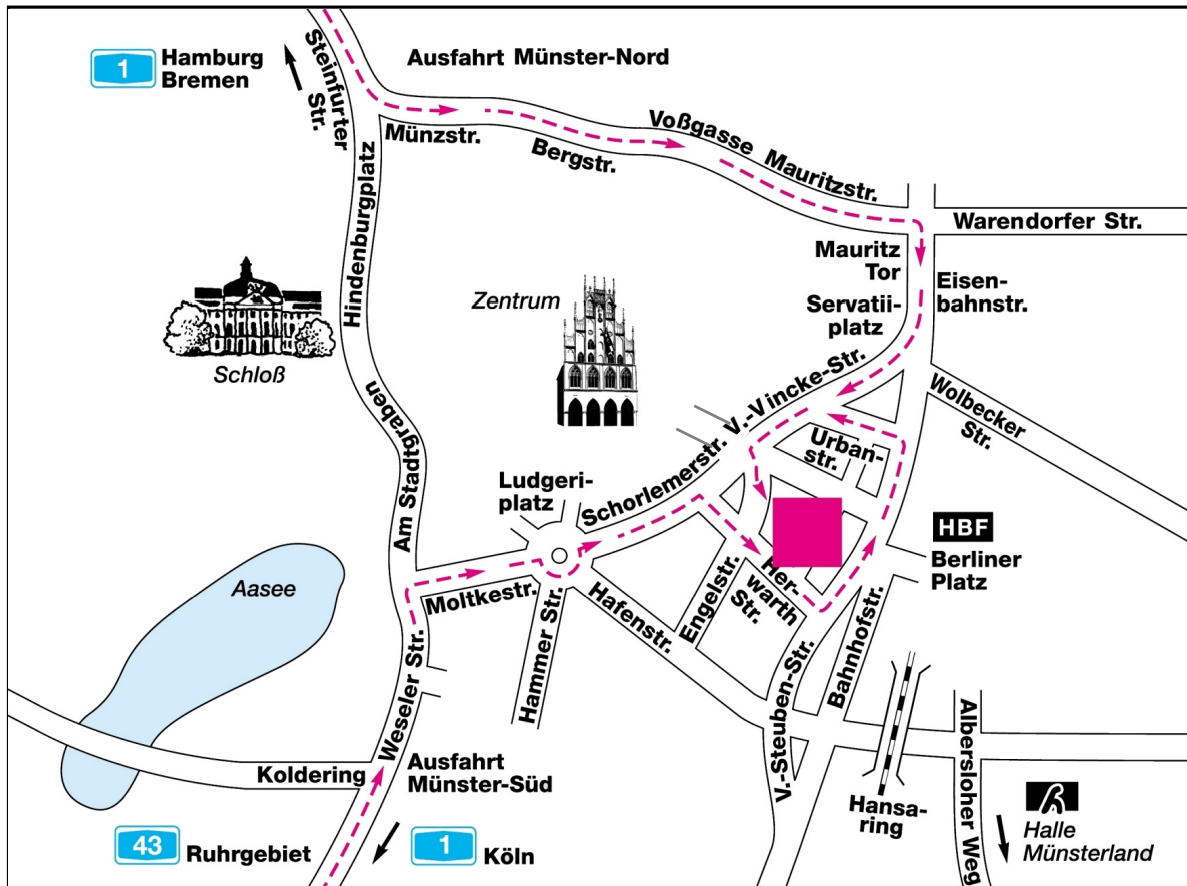 Steinfurter
Str.
1
Hamburg
Bremen
Ausfahrt Münster-Nord
Münzstr.
Bergstr.
Voßgasse
Mauritzstr.
Warendorfer Str.
Hindenburgplatz
Mauritz
Tor
Eisen-
bahnstr.
Servatii-
platz
Zentrum
Schloß
V.-Vincke-Str.
Wolbecker
Str.
Am Stadtgraben
Urban-
str.
Schorlemerstr.
Ludgeri-
platz
HBF
Berliner
Platz
Aasee
Moltkestr.
Her-
warth
Str.
Engelstr.
Hafenstr.
Hammer Str.
Bahnhofstr.
V.-Steuben-Str.
Weseler Str.
Koldering
Ausfahrt
Münster-Süd
Hansa-
ring
Albersloher Weg
Halle
Münsterland
43
Ruhrgebiet
1
Köln